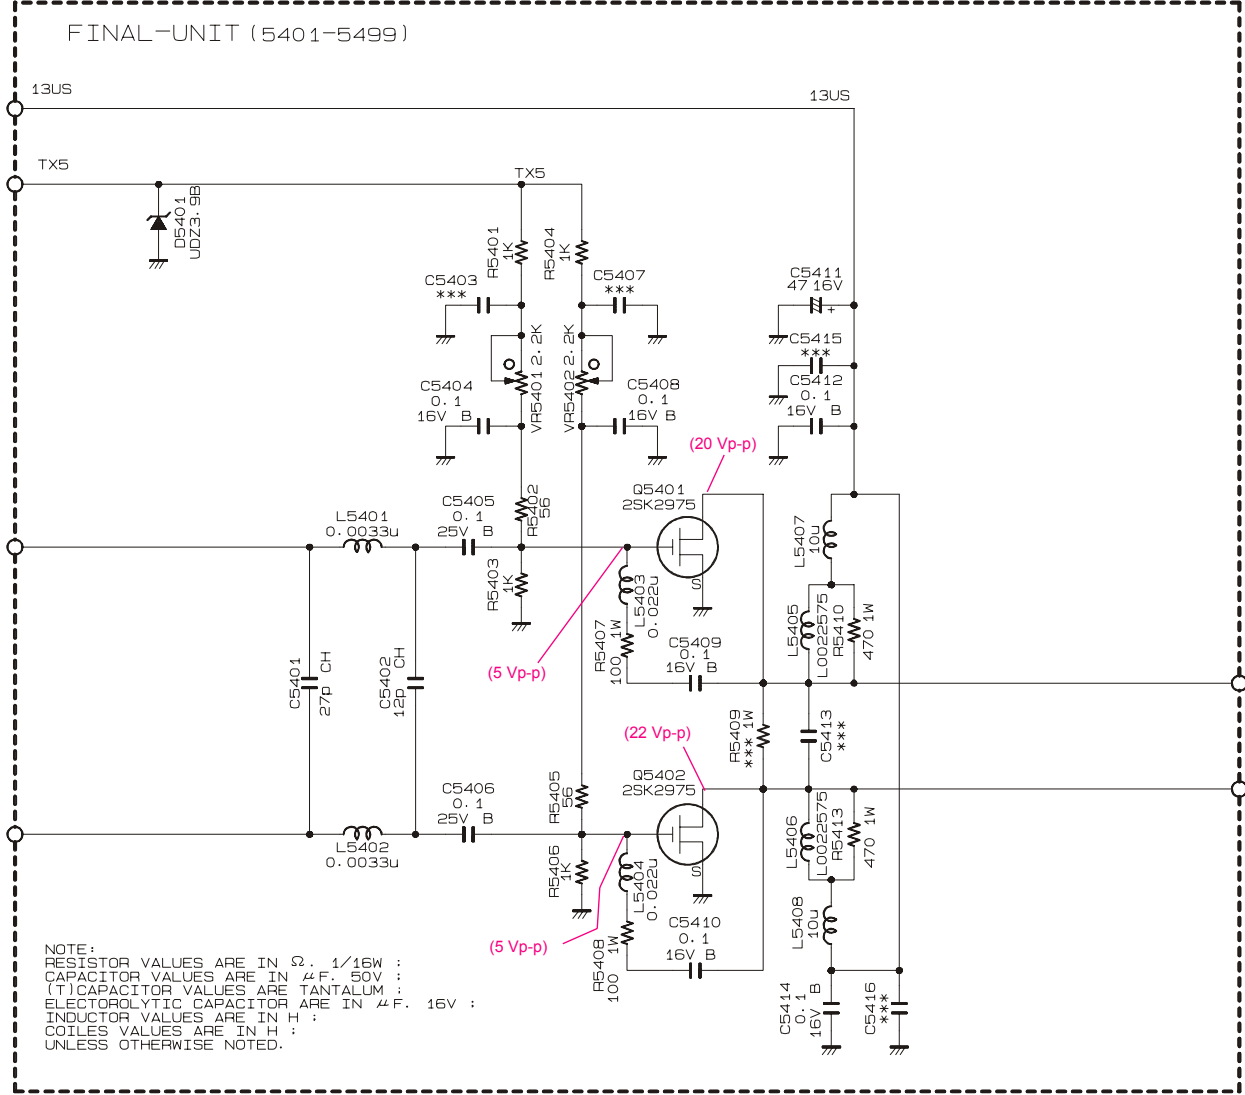 FINAL-UNIT (5401-5499)
13US
13US
TX5
TX5
D5401
UDZ3.9B
R5401
1K
R5404
1K
C5403
***
C5407
***
C5411
47 16V
+
C5415
***
C5412
0.1
16V B
VR5401 2.2K
VR5402 2.2K
C5404
0.1
16V B
C5408
0.1
16V B
(20 Vp-p)
Q5401
2SK2975
S
R5402
56
C5405
0.1
25V B
L5401
0.0033u
R5403
1K
L5403
0.022u
R5407
100 1W
C5409
0.1
16V B
L5407
10u
L5405
L0022575
R5410
470 1W
(5 Vp-p)
C5401
27p CH
C5402
12p CH
(22 Vp-p)
R5409
*** 1W
C5413
***
Q5402
2SK2975
S
R5405
56
C5406
0.1
25V B
L5402
0.0033u
R5406
1K
L5404
0.022u
R5408
100 1W
C5410
0.1
16V B
L5406
L0022575
R5413
470 1W
L5408
10u
(5 Vp-p)
C5414
0.1
16V B
C5416
***
NOTE:
RESISTOR VALUES ARE IN Ω. 1/16W :
CAPACITOR VALUES ARE IN μF. 50V :
(T)CAPACITOR VALUES ARE TANTALUM :
ELECTOROLYTIC CAPACITOR ARE IN μF. 16V :
INDUCTOR VALUES ARE IN H :
COILES VALUES ARE IN H :
UNLESS OTHERWISE NOTED.